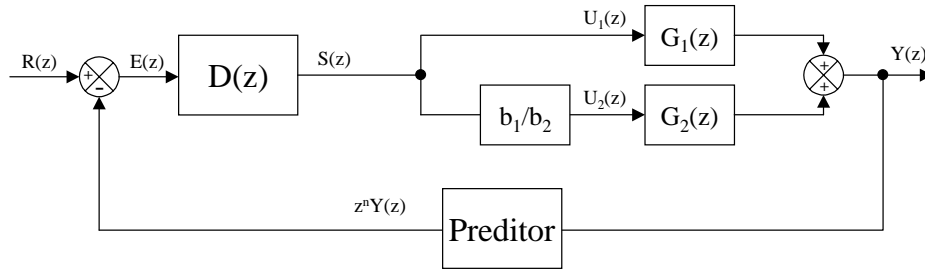 R(z)
+
-
E(z)
D(z)
S(z)
U₁(z)
G₁(z)
b₁/b₂
U₂(z)
G₂(z)
+
+
Y(z)
zⁿY(z)
Preditor